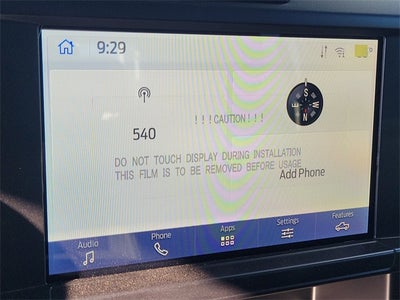 9:29
540
!!!CAUTION!!!
S
E W
N
DO NOT TOUCH DISPLAY DURING INSTALLATION
THIS FILM IS TO BE REMOVED BEFORE USAGE
Add Phone
Audio
Phone
Apps
Settings
Features